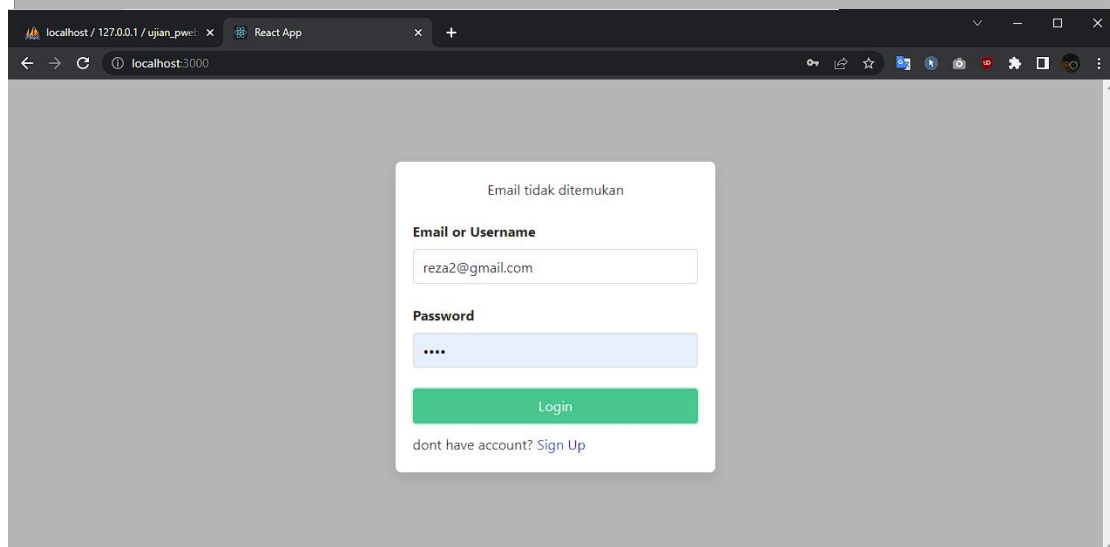 localhost / 127.0.0.1 / ujian_pweb
React App
localhost:3000
Email tidak ditemukan
Email or Username
reza2@gmail.com
Password
••••
Login
dont have account? Sign Up